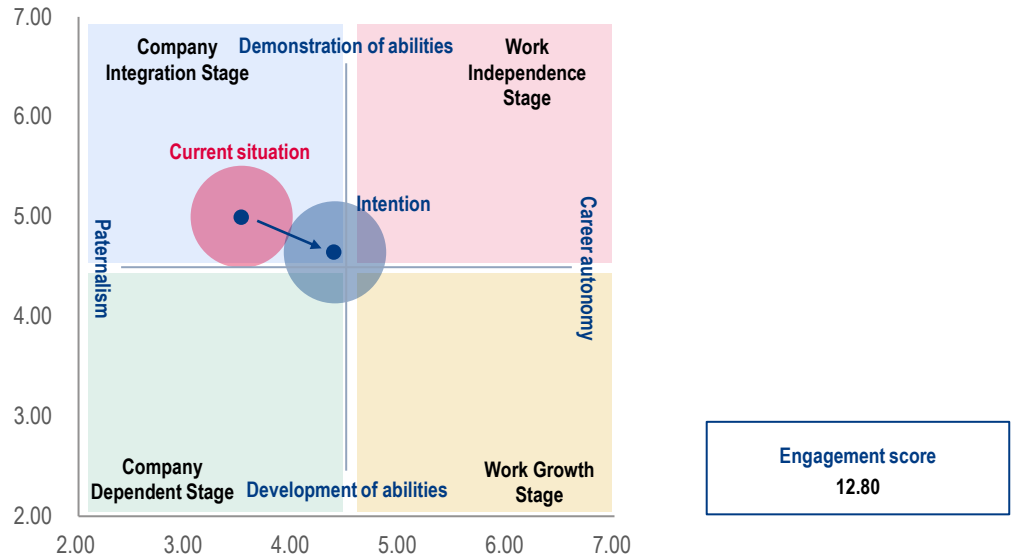 7.00
6.00
5.00
4.00
3.00
2.00
2.00 3.00 4.00 5.00 6.00 7.00
Company
Integration Stage
Demonstration of abilities
Work
Independence
Stage
Current situation
Intention
Paternalism
Career autonomy
Company
Dependent Stage
Development of abilities
Work Growth
Stage
Engagement score
12.80